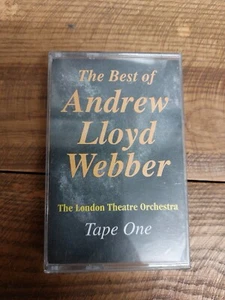 The Best of
Andrew
Lloyd
Webber
The London Theatre Orchestra
Tape One